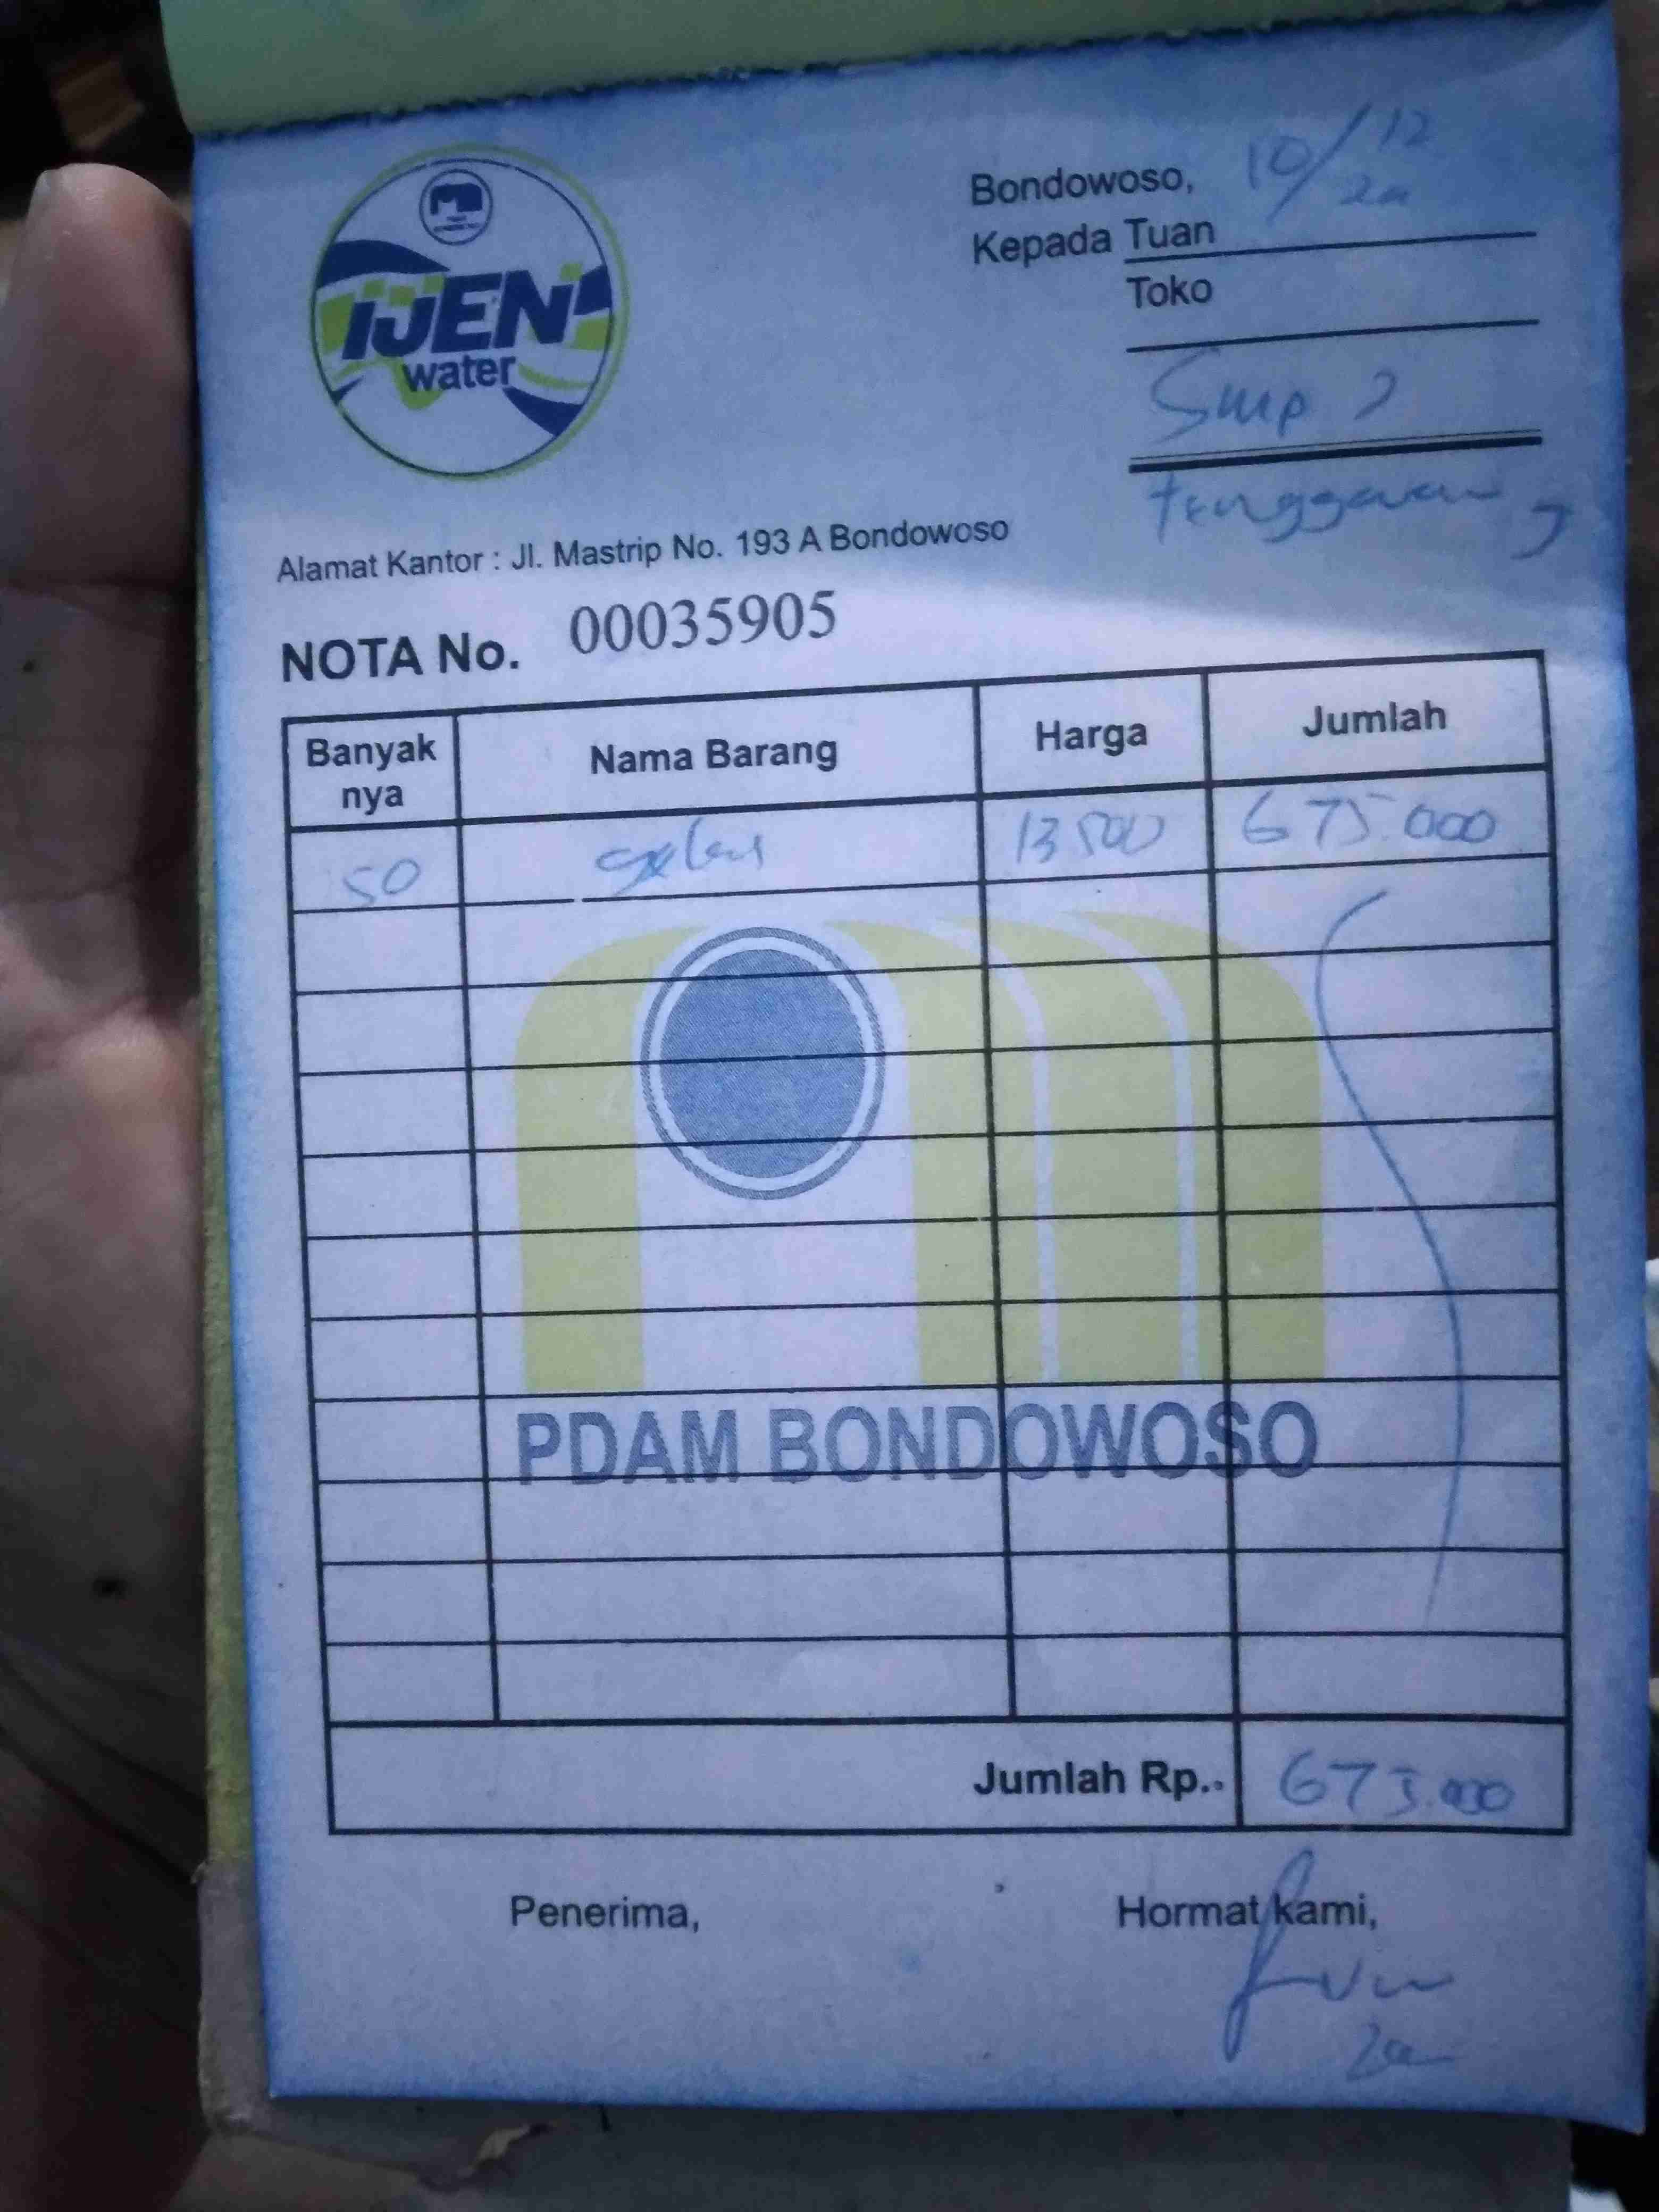 IJEN
water
Bondowoso, 10/12
Kepada Tuan
Toko
Smp 2
tenggarang
Alamat Kantor : Jl. Mastrip No. 193 A Bondowoso
NOTA No. 00035905
Banyak nya Nama Barang Harga Jumlah
50 galon 13 500 675.000
PDAM BONDOWOSO
Jumlah Rp.. 675.000
Penerima, Hormat kami,